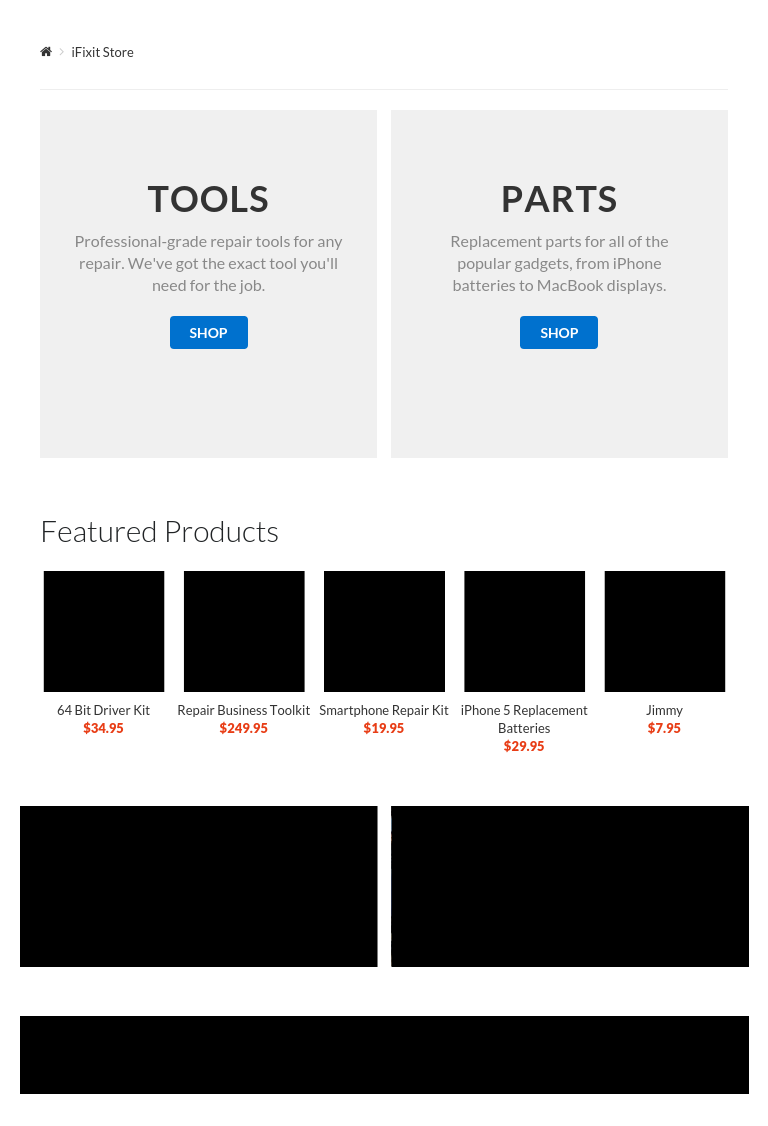 iFixit Store
TOOLS
Professional-grade repair tools for any
repair. We've got the exact tool you'll
need for the job.
SHOP
PARTS
Replacement parts for all of the
popular gadgets, from iPhone
batteries to MacBook displays.
SHOP
Featured Products
64 Bit Driver Kit
$34.95
Repair Business Toolkit
$249.95
Smartphone Repair Kit
$19.95
iPhone 5 Replacement
Batteries
$29.95
Jimmy
$7.95